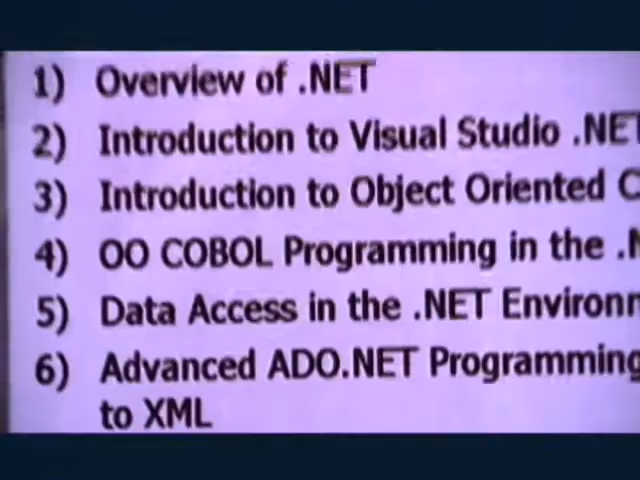 1) Overview of .NET
2) Introduction to Visual Studio .NET
3) Introduction to Object Oriented
4) OO COBOL Programming in the
5) Data Access in the .NET
6) Advanced ADO.NET Programming
to XML